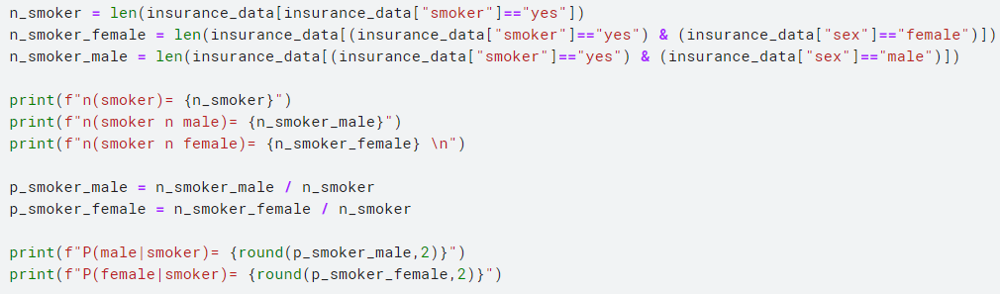 n_smoker = len(insurance_data[insurance_data["smoker"]=="yes"])
n_smoker_female = len(insurance_data[(insurance_data["smoker"]=="yes") & (insurance_data["sex"]=="female")])
n_smoker_male = len(insurance_data[(insurance_data["smoker"]=="yes") & (insurance_data["sex"]=="male")])
print(f"n(smoker)= {n_smoker}")
print(f"n(smoker n male)= {n_smoker_male}")
print(f"n(smoker n female)= {n_smoker_female} \n")
p_smoker_male = n_smoker_male / n_smoker
p_smoker_female = n_smoker_female / n_smoker
print(f"P(male|smoker)= {round(p_smoker_male,2)}")
print(f"P(female|smoker)= {round(p_smoker_female,2)}")